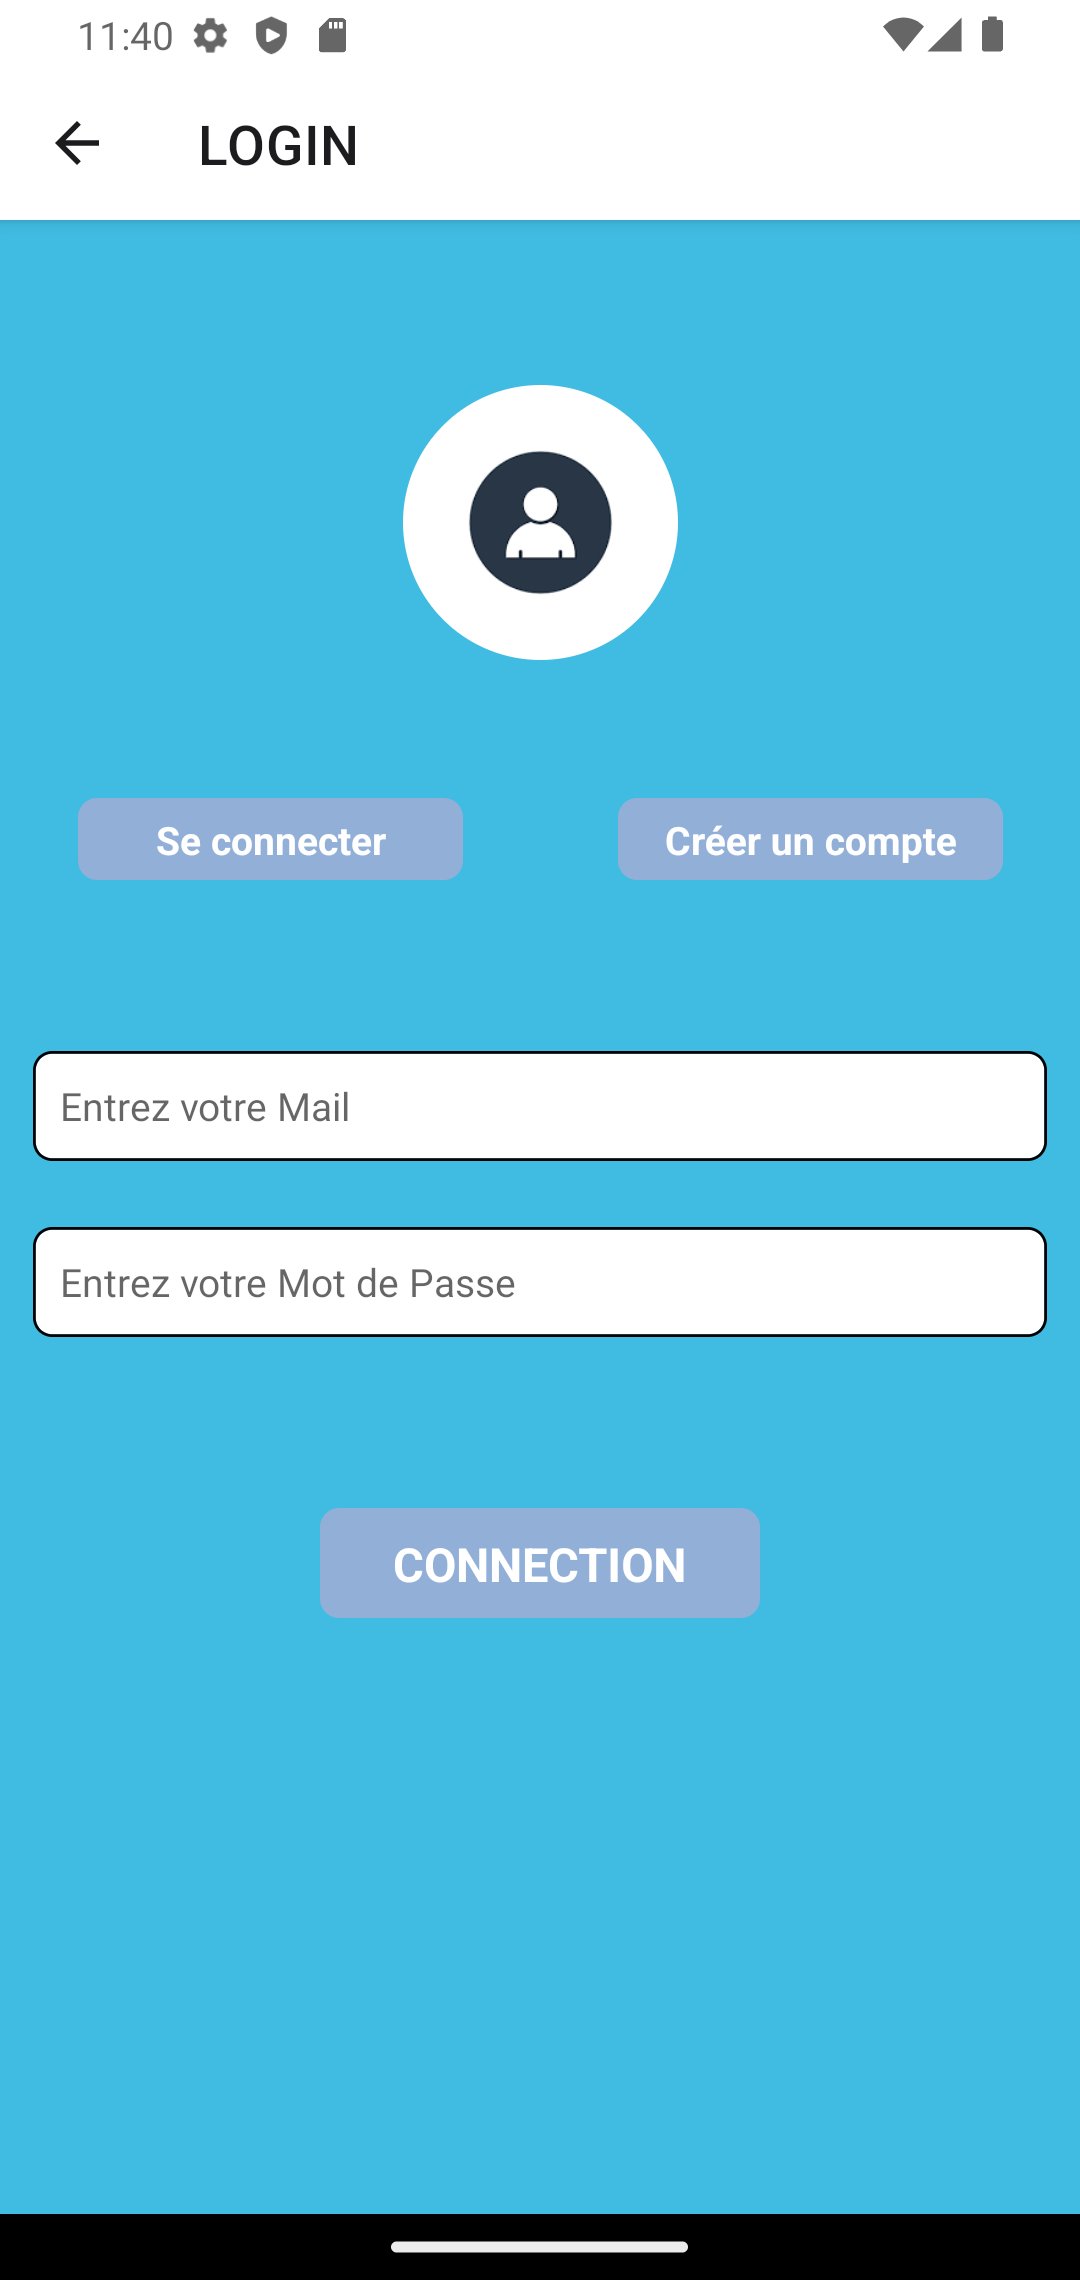 11:40
LOGIN
Se connecter
Créer un compte
Entrez votre Mail
Entrez votre Mot de Passe
CONNECTION